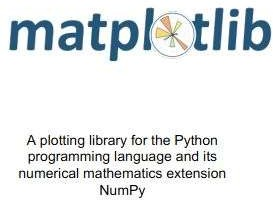 matplotlib
A plotting library for the Python
programming language and its
numerical mathematics extension
NumPy